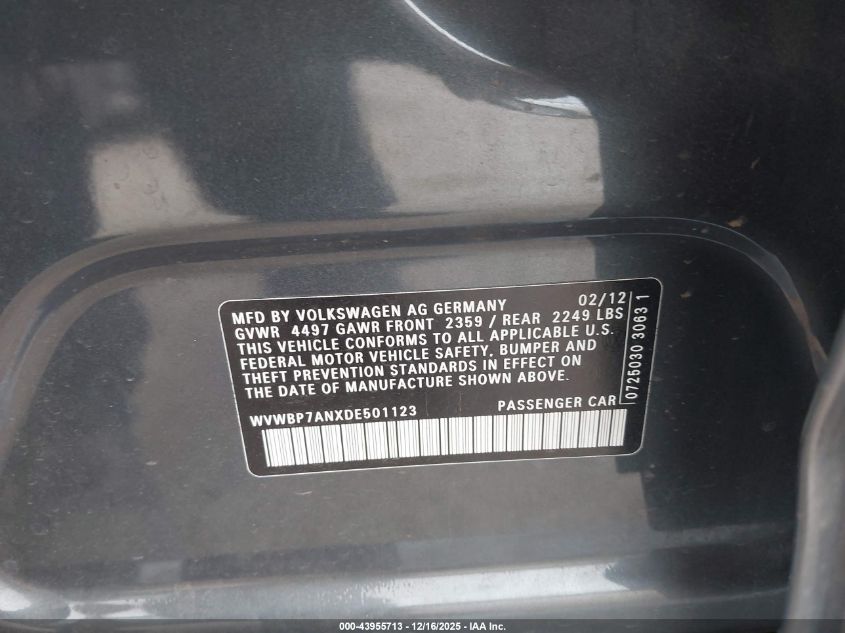 MFD BY VOLKSWAGEN AG GERMANY 02/12
GVWR 4497 GAWR FRONT 2359 / REAR 2249 LBS
THIS VEHICLE CONFORMS TO ALL APPLICABLE U.S.
FEDERAL MOTOR VEHICLE SAFETY, BUMPER AND
THEFT PREVENTION STANDARDS IN EFFECT ON
THE DATE OF MANUFACTURE SHOWN ABOVE.
WVWBP7ANXDE501123 PASSENGER CAR
0725030 3063 1
000-43955713 - 12/16/2025 - IAA Inc.